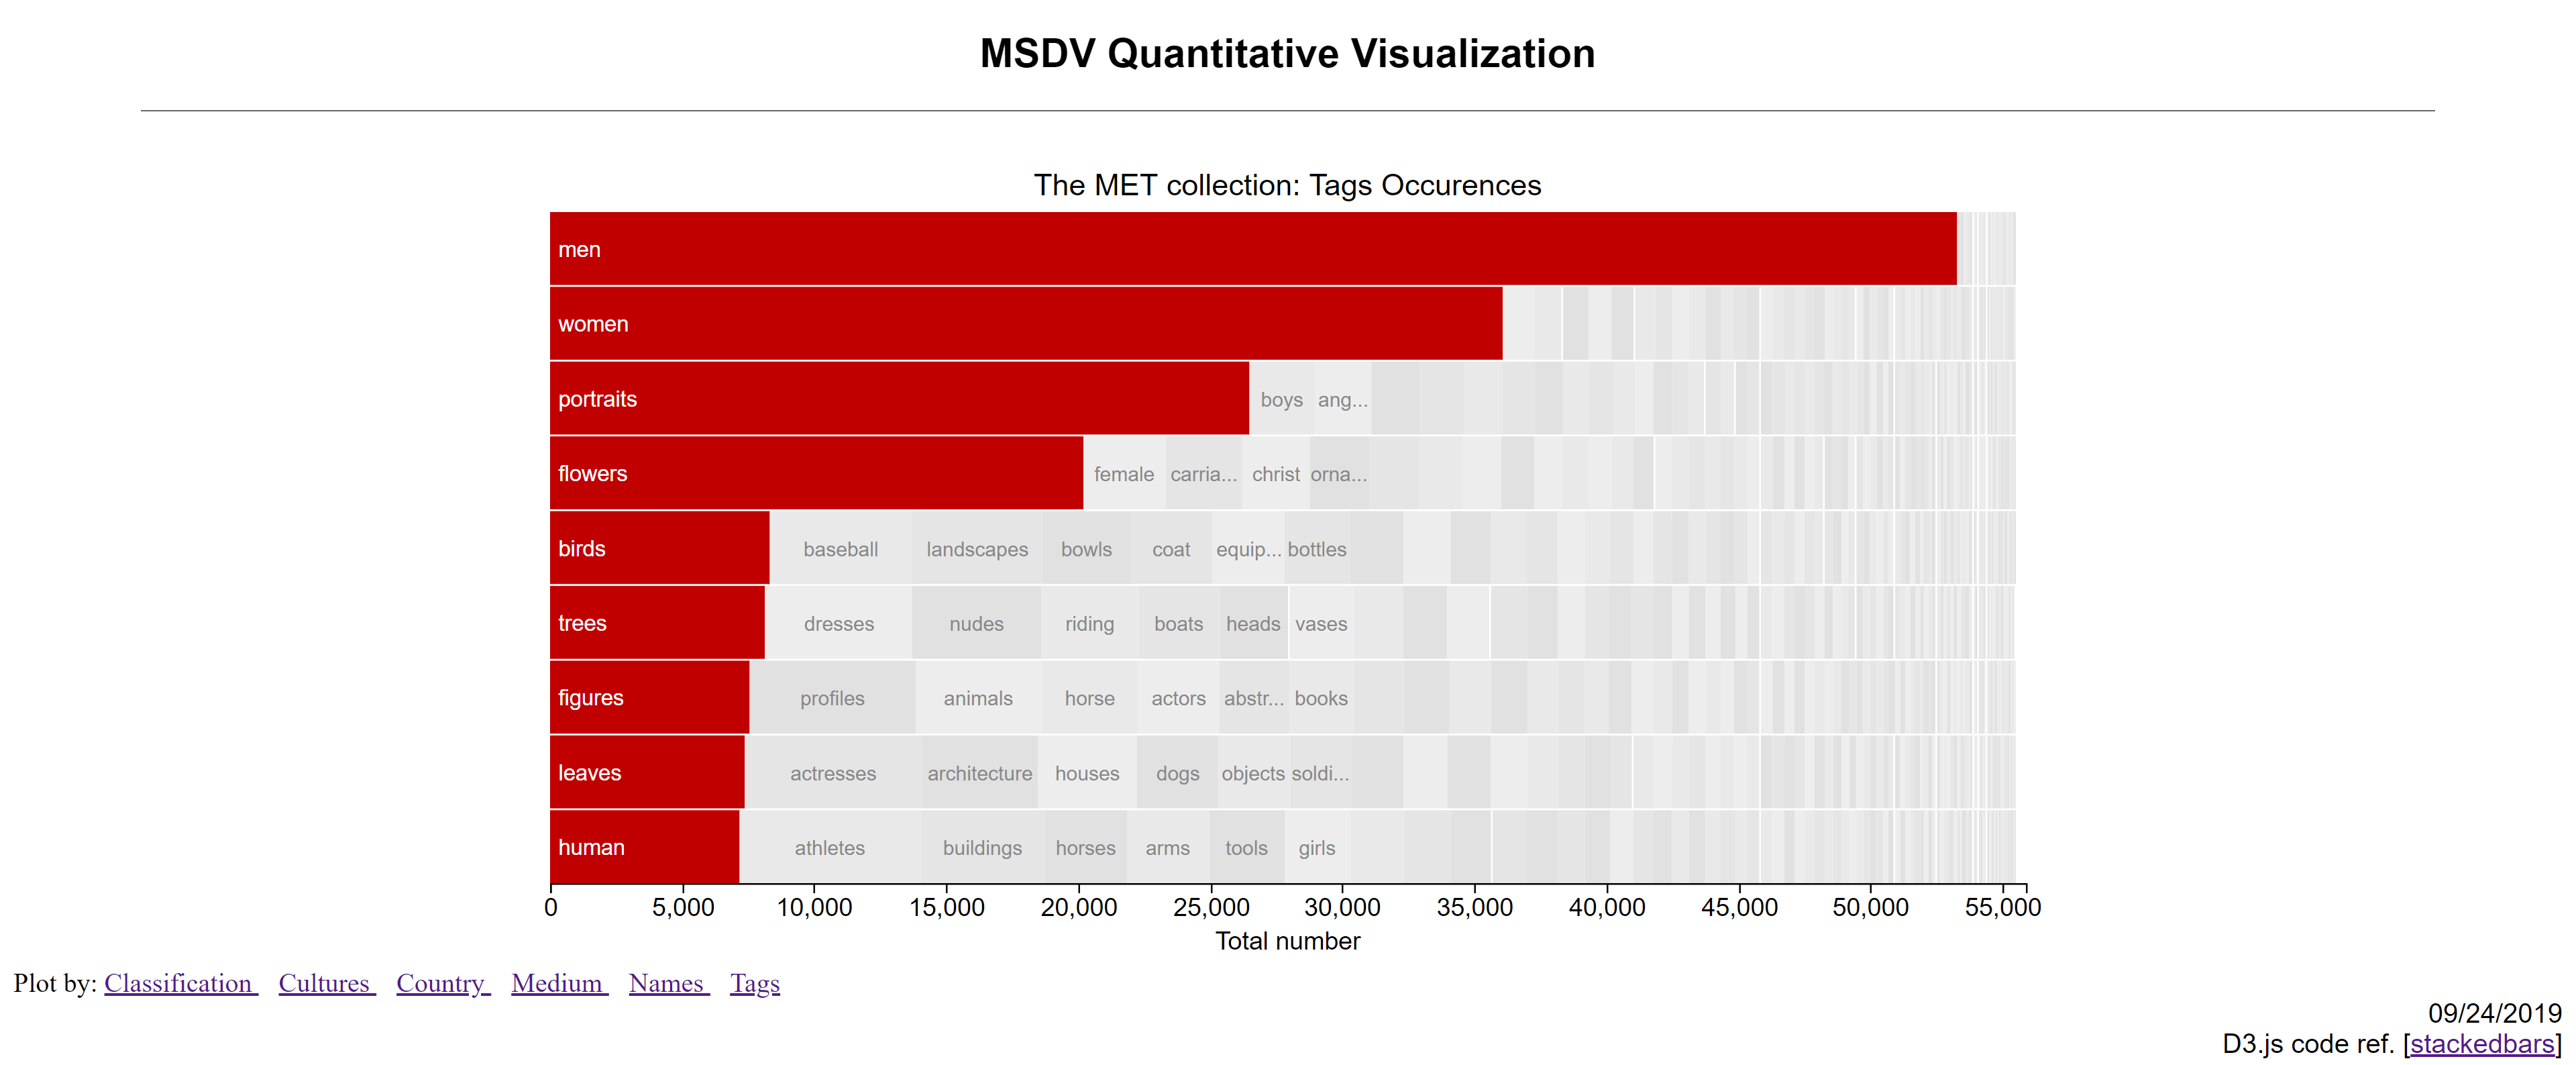 MSDV Quantitative Visualization
The MET collection: Tags Occurences
men
women
portraits boys ang...
flowers female carria... christ orna...
birds baseball landscapes bowls coat equip... bottles
trees dresses nudes riding boats heads vases
figures profiles animals horse actors abstr... books
leaves actresses architecture houses dogs objects soldi...
human athletes buildings horses arms tools girls
0 5,000 10,000 15,000 20,000 25,000 30,000 35,000 40,000 45,000 50,000 55,000
Total number
Plot by: Classification Cultures Country Medium Names Tags
09/24/2019
D3.js code ref. [stackedbars]